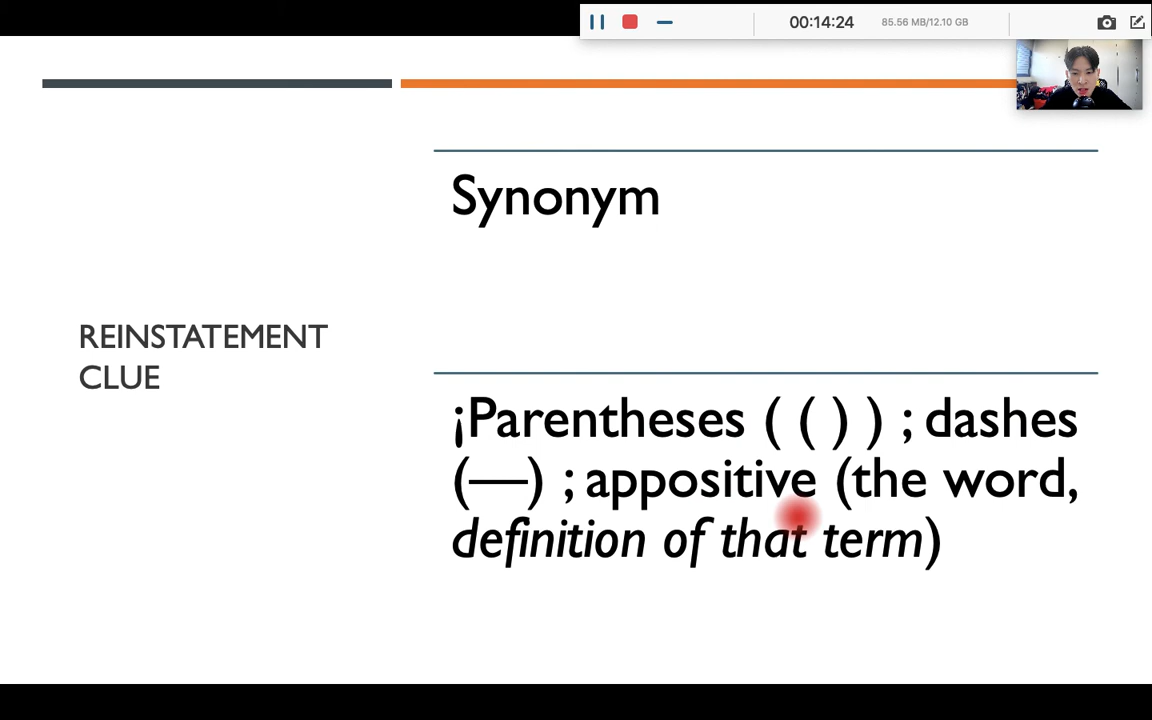 00:14:24
85.56 MB/12.10 GB
Synonym
REINSTATEMENT
CLUE
¡Parentheses ( ( ) ) ; dashes
(—) ; appositive (the word,
definition of that term)